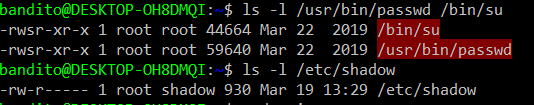 bandito@DESKTOP-OH8DMQI:~$ ls -l /usr/bin/passwd /bin/su
-rwsr-xr-x 1 root root 44664 Mar 22  2019 /bin/su
-rwsr-xr-x 1 root root 59640 Mar 22  2019 /usr/bin/passwd
bandito@DESKTOP-OH8DMQI:~$ ls -l /etc/shadow
-rw-r----- 1 root shadow 930 Mar 19 13:29 /etc/shadow